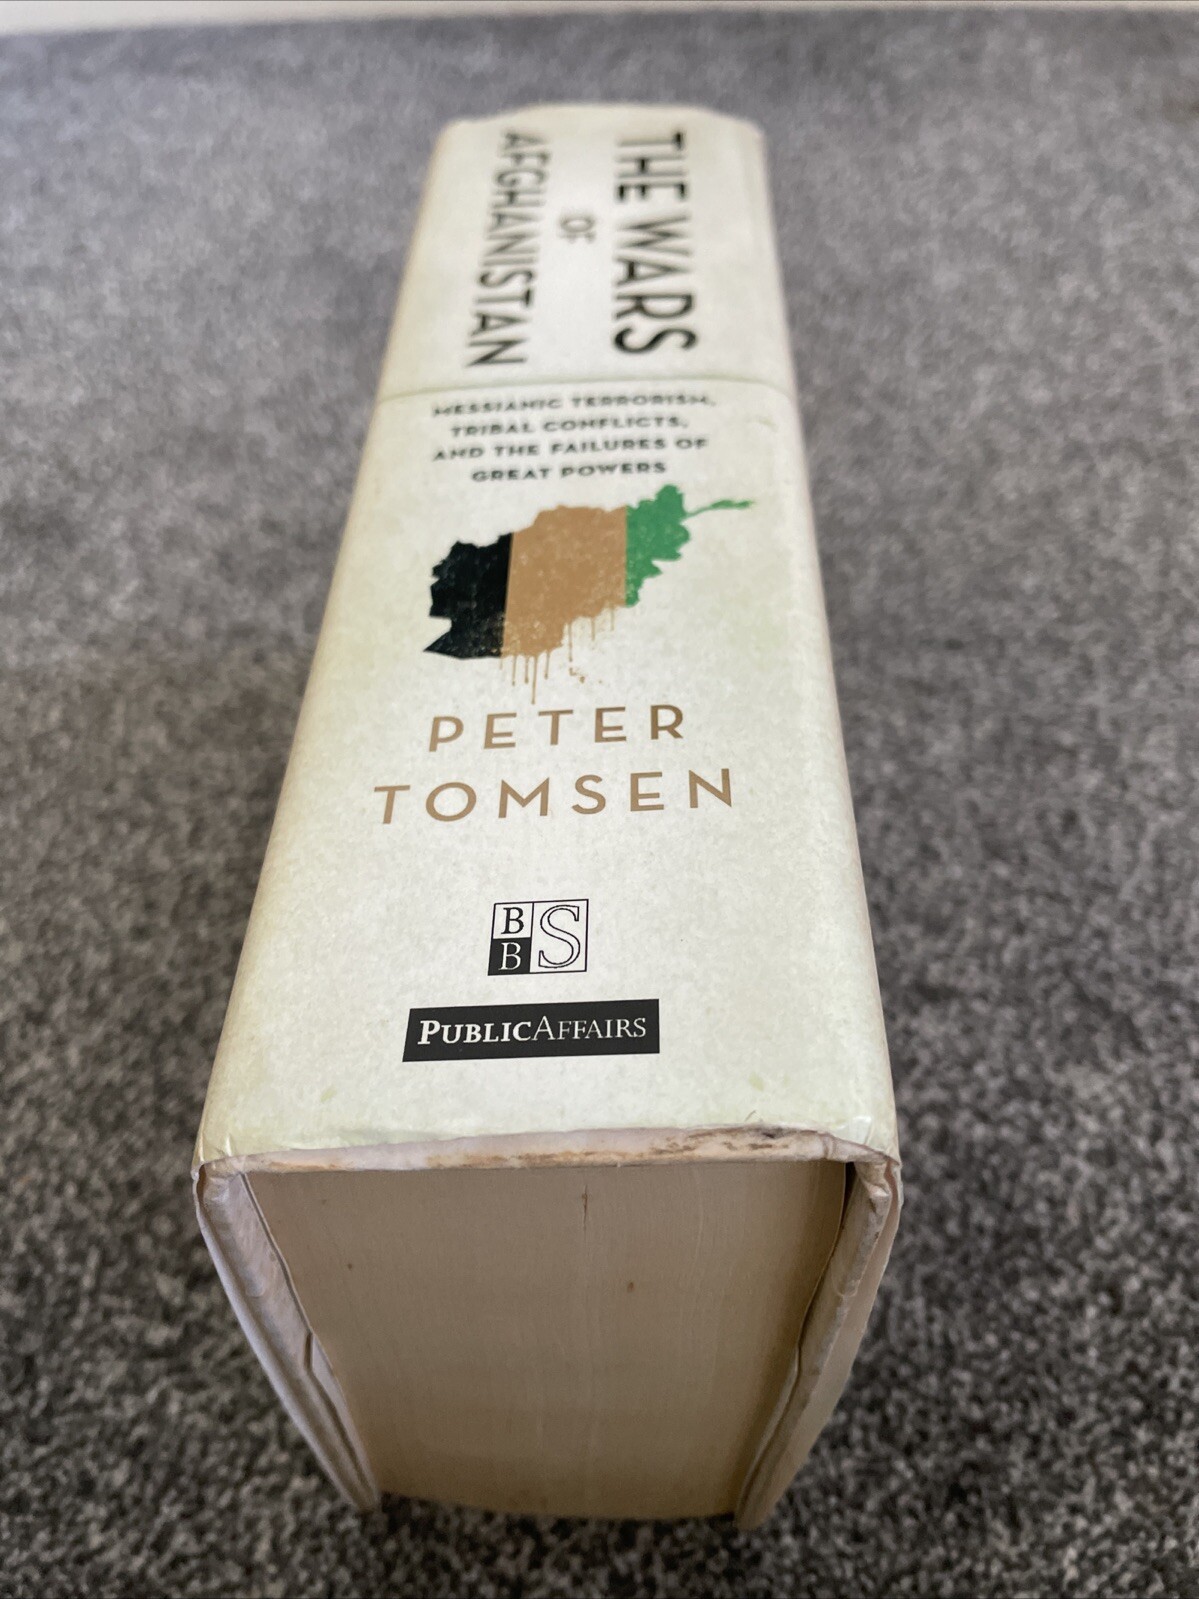 THE WARS
OF
AFGHANISTAN
MESSIANIC TERRORISM,
TRIBAL CONFLICTS,
AND THE FAILURES OF
GREAT POWERS
PETER
TOMSEN
BBS
PUBLICAFFAIRS